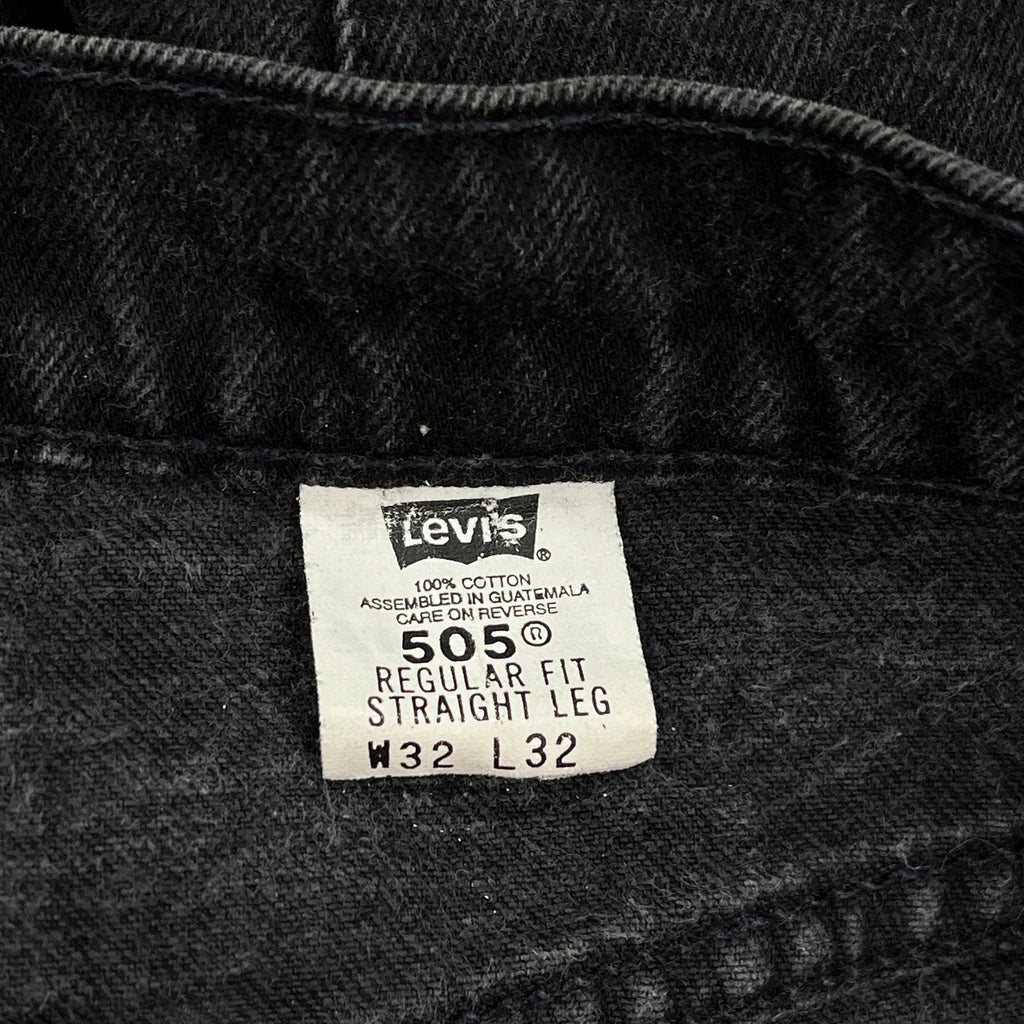 Levi's ®
100% COTTON
ASSEMBLED IN GUATEMALA
CARE ON REVERSE
505®
REGULAR FIT
STRAIGHT LEG
W32 L32